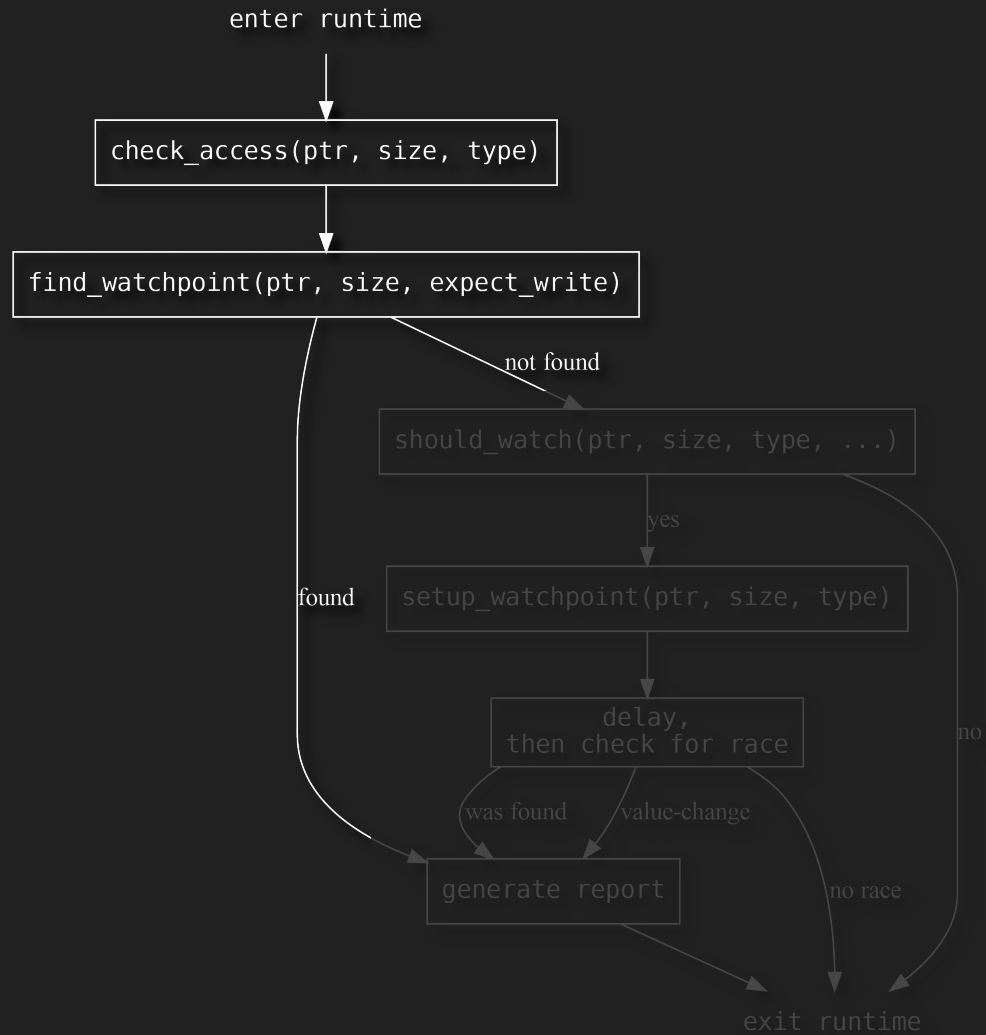 enter runtime
check_access(ptr, size, type)
find_watchpoint(ptr, size, expect_write)
not found
should_watch(ptr, size, type, ...)
yes
found
setup_watchpoint(ptr, size, type)
delay,
then check for race
no
was found
value-change
generate report
no race
exit runtime